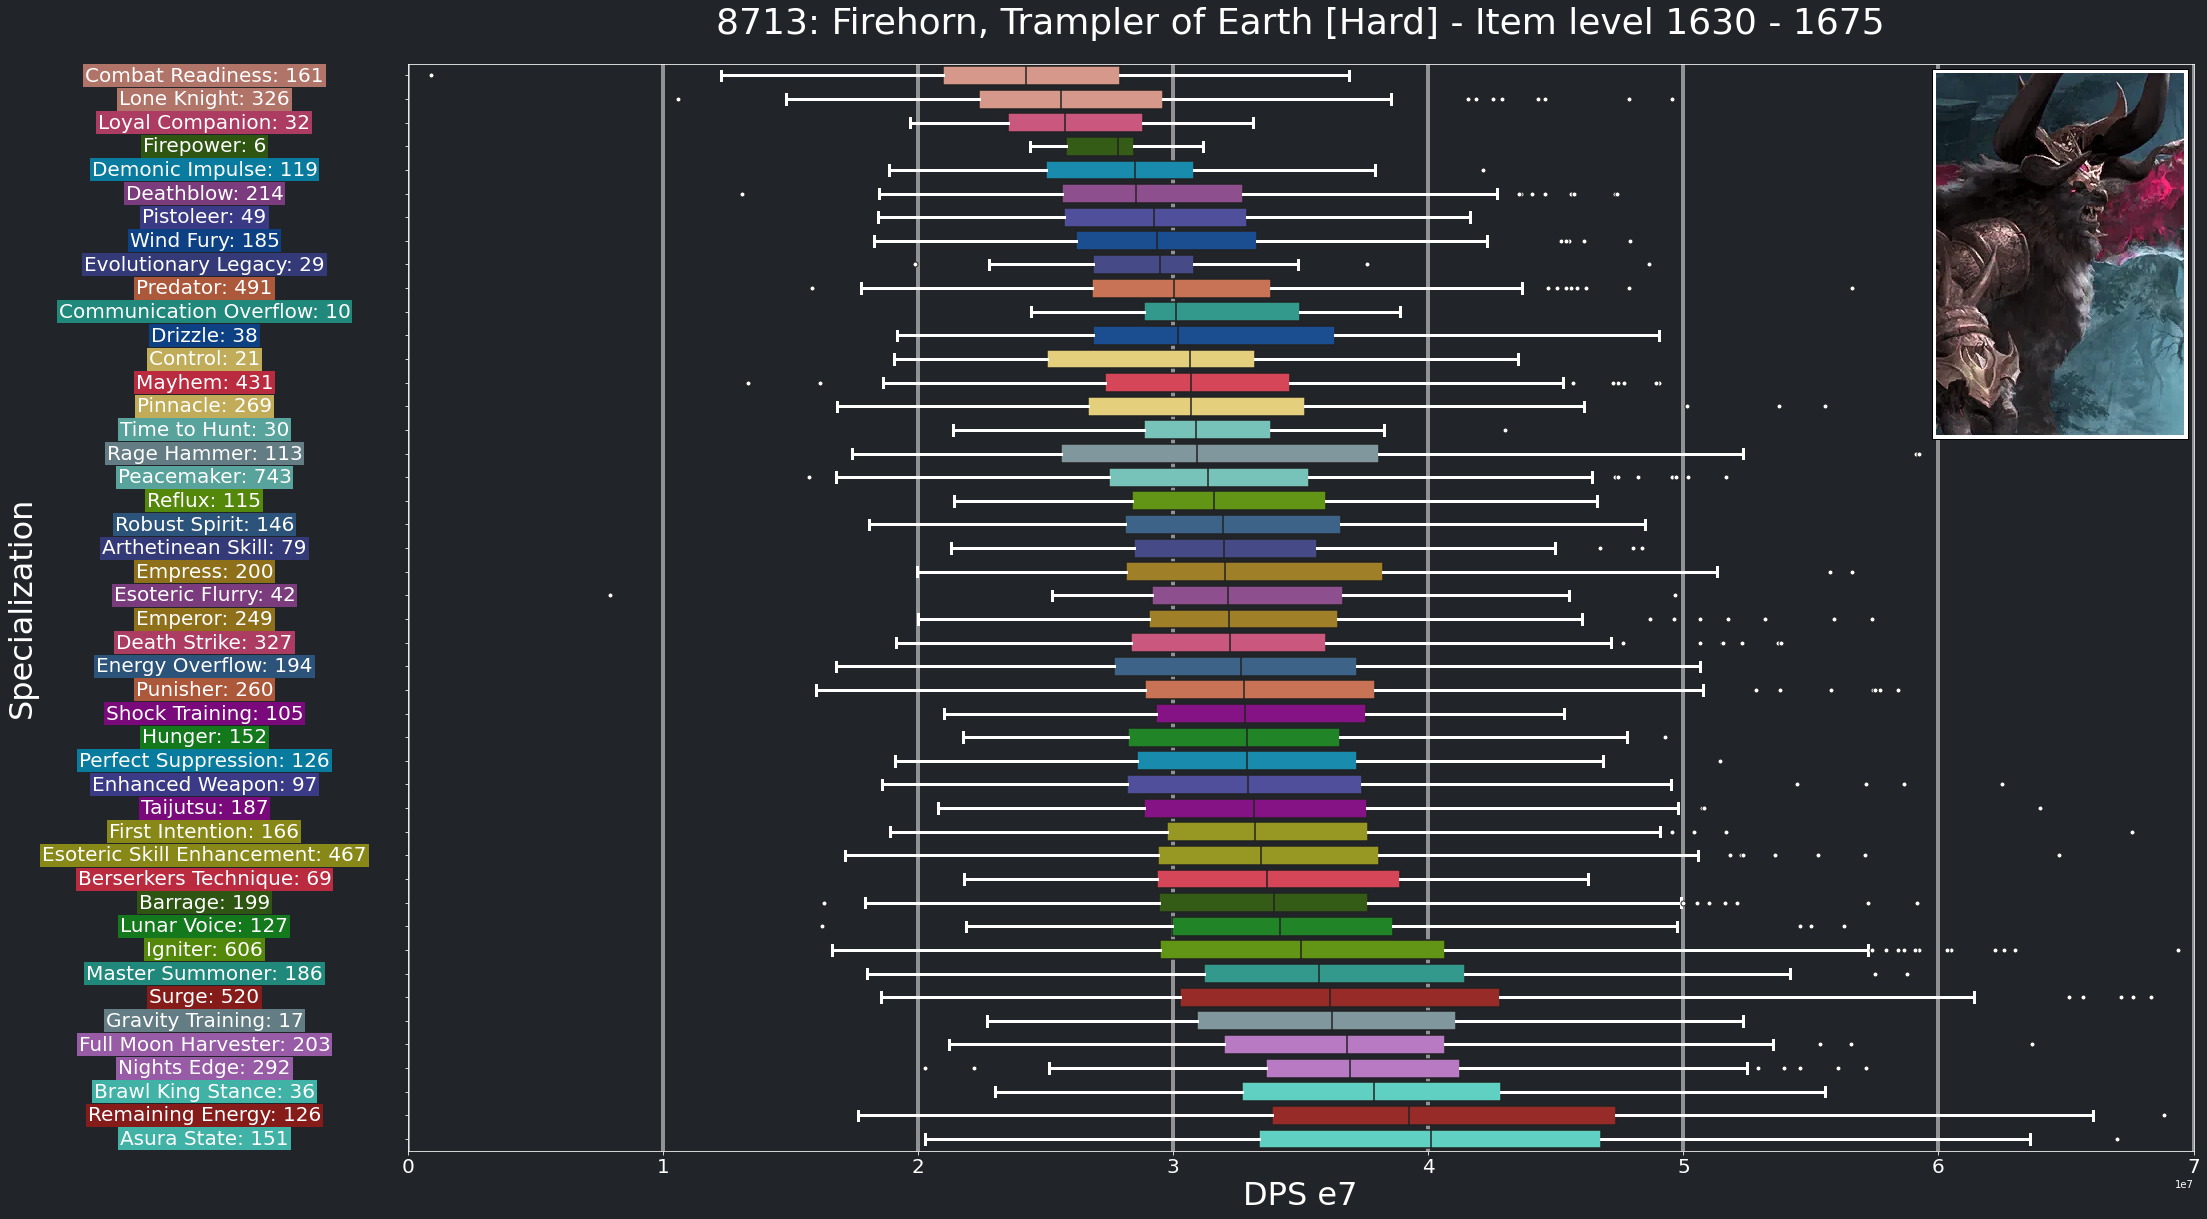 8713: Firehorn, Trampler of Earth [Hard] - Item level 1630 - 1675
Combat Readiness: 161
Lone Knight: 326
Loyal Companion: 32
Firepower: 6
Demonic Impulse: 119
Deathblow: 214
Pistoleer: 49
Wind Fury: 185
Evolutionary Legacy: 29
Predator: 491
Communication Overflow: 10
Drizzle: 38
Control: 21
Mayhem: 431
Pinnacle: 269
Time to Hunt: 30
Rage Hammer: 113
Peacemaker: 743
Reflux: 115
Robust Spirit: 146
Arthetinean Skill: 79
Empress: 200
Esoteric Flurry: 42
Emperor: 249
Death Strike: 327
Energy Overflow: 194
Punisher: 260
Shock Training: 105
Hunger: 152
Perfect Suppression: 126
Enhanced Weapon: 97
Taijutsu: 187
First Intention: 166
Esoteric Skill Enhancement: 467
Berserkers Technique: 69
Barrage: 199
Lunar Voice: 127
Igniter: 606
Master Summoner: 186
Surge: 520
Gravity Training: 17
Full Moon Harvester: 203
Nights Edge: 292
Brawl King Stance: 36
Remaining Energy: 126
Asura State: 151
Specialization
0 1 2 3 4 5 6 7
DPS e7
1e7